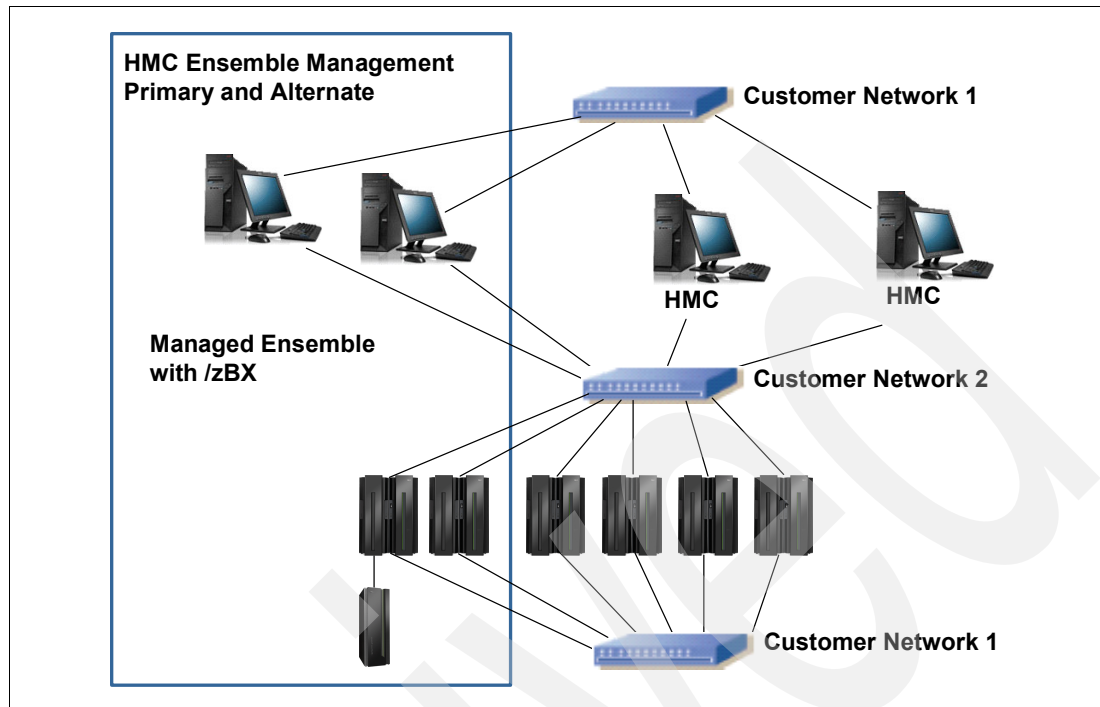 HMC Ensemble Management
Primary and Alternate
Customer Network 1
HMC
HMC
Managed Ensemble
with /zBX
Customer Network 2
Customer Network 1